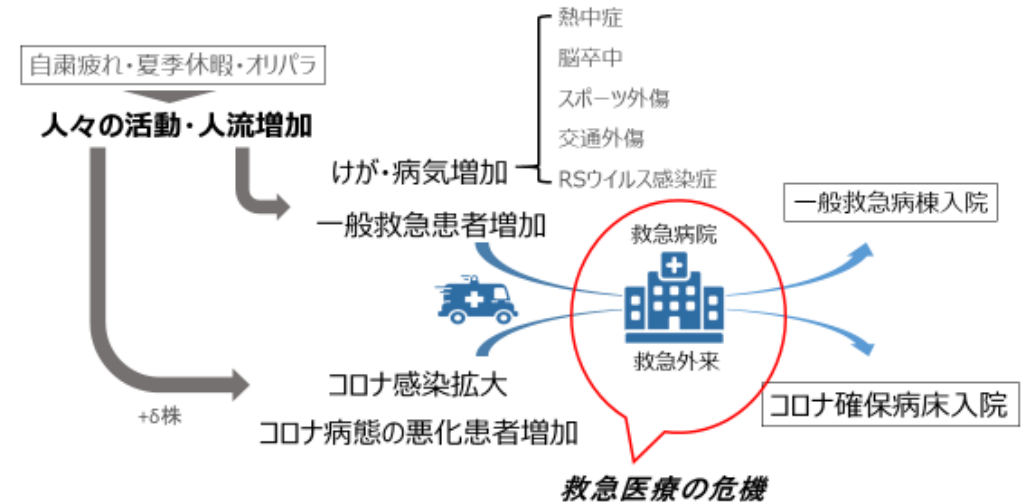 自粛疲れ・夏季休暇・オリパラ
人々の活動・人流増加
けが・病気増加
熱中症
脳卒中
スポーツ外傷
交通外傷
RSウイルス感染症
一般救急患者増加
救急病院
救急外来
一般救急病棟入院
+δ株
コロナ感染拡大
コロナ病態の悪化患者増加
コロナ確保病床入院
救急医療の危機